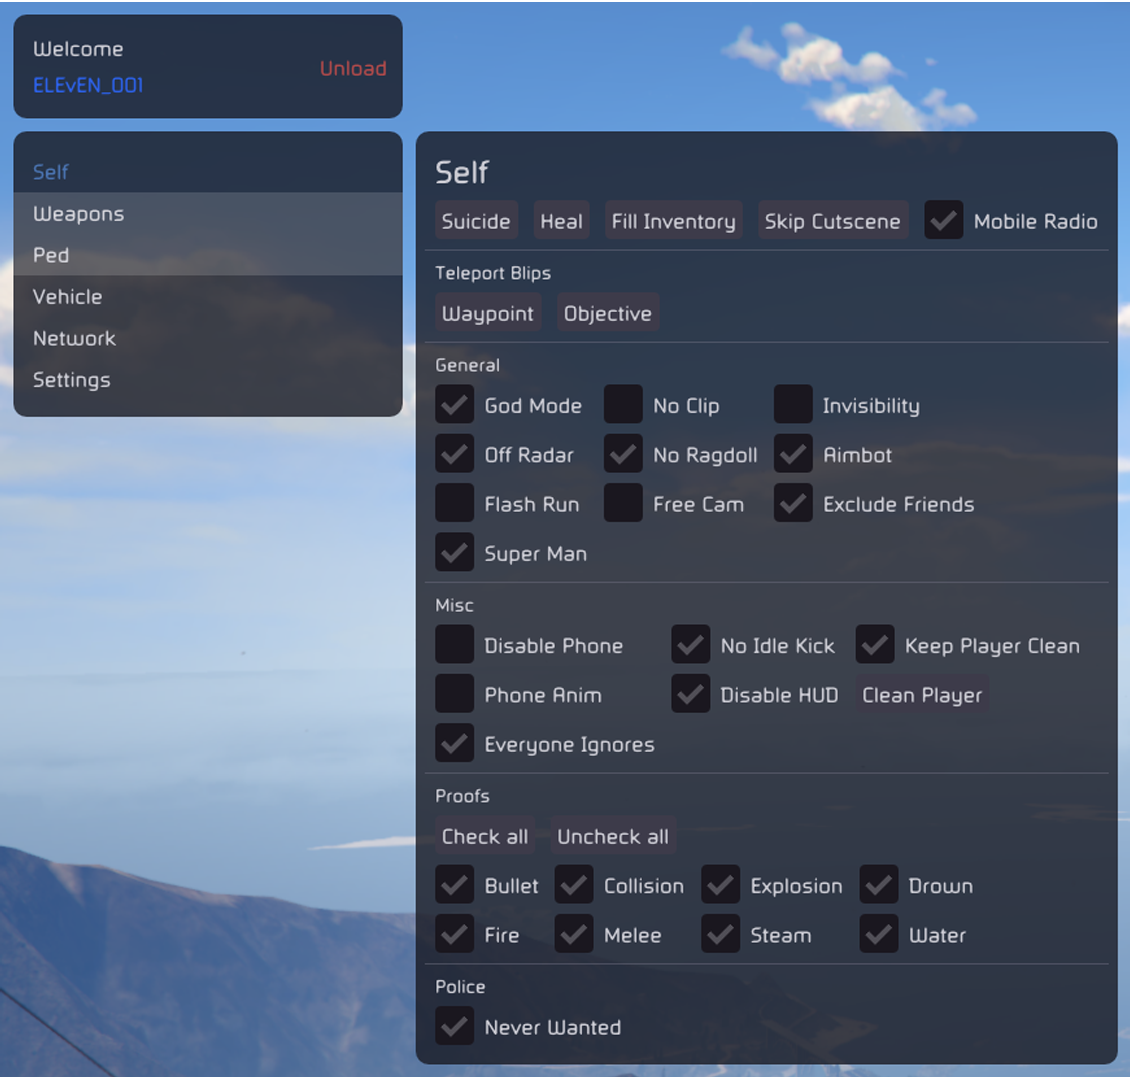 Welcome
ELEvEN_001
Unload
Self
Weapons
Ped
Vehicle
Network
Settings
Self
Suicide Heal Fill Inventory Skip Cutscene Mobile Radio
Teleport Blips
Waypoint Objective
General
God Mode No Clip Invisibility
Off Radar No Ragdoll Aimbot
Flash Run Free Cam Exclude Friends
Super Man
Misc
Disable Phone No Idle Kick Keep Player Clean
Phone Anim Disable HUD Clean Player
Everyone Ignores
Proofs
Check all Uncheck all
Bullet Collision Explosion Drown
Fire Melee Steam Water
Police
Never Wanted